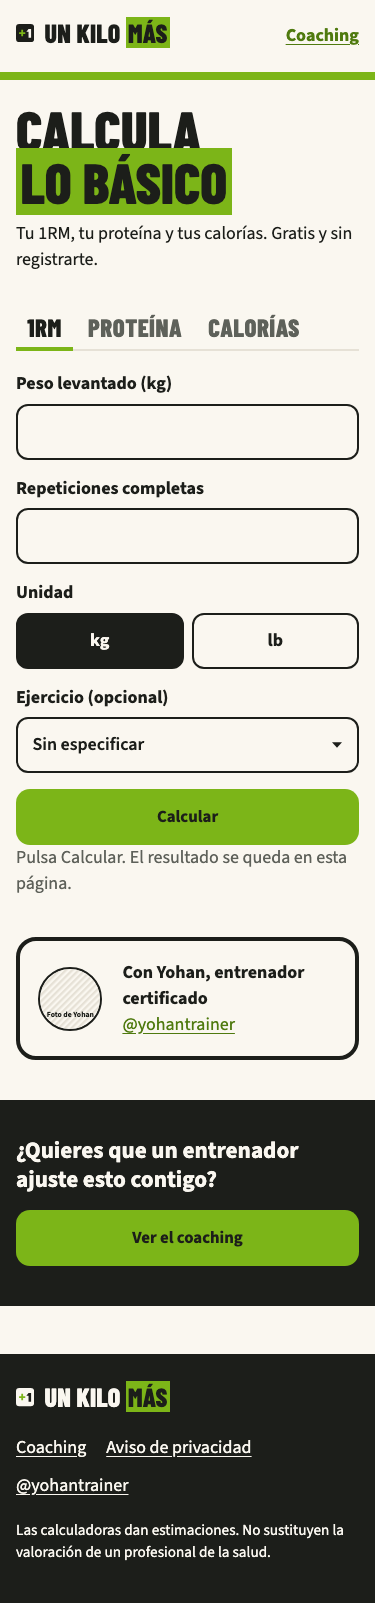 +1 UN KILO MÁS
Coaching
CALCULA
LO BÁSICO
Tu 1RM, tu proteína y tus calorías. Gratis y sin
registrarte.
1RM PROTEÍNA CALORÍAS
Peso levantado (kg)
Repeticiones completas
Unidad
kg lb
Ejercicio (opcional)
Sin especificar
Calcular
Pulsa Calcular. El resultado se queda en esta
página.
Foto de Yohan
Con Yohan, entrenador
certificado
@yohantrainer
¿Quieres que un entrenador
ajuste esto contigo?
Ver el coaching
+1 UN KILO MÁS
Coaching Aviso de privacidad
@yohantrainer
Las calculadoras dan estimaciones. No sustituyen la
valoración de un profesional de la salud.